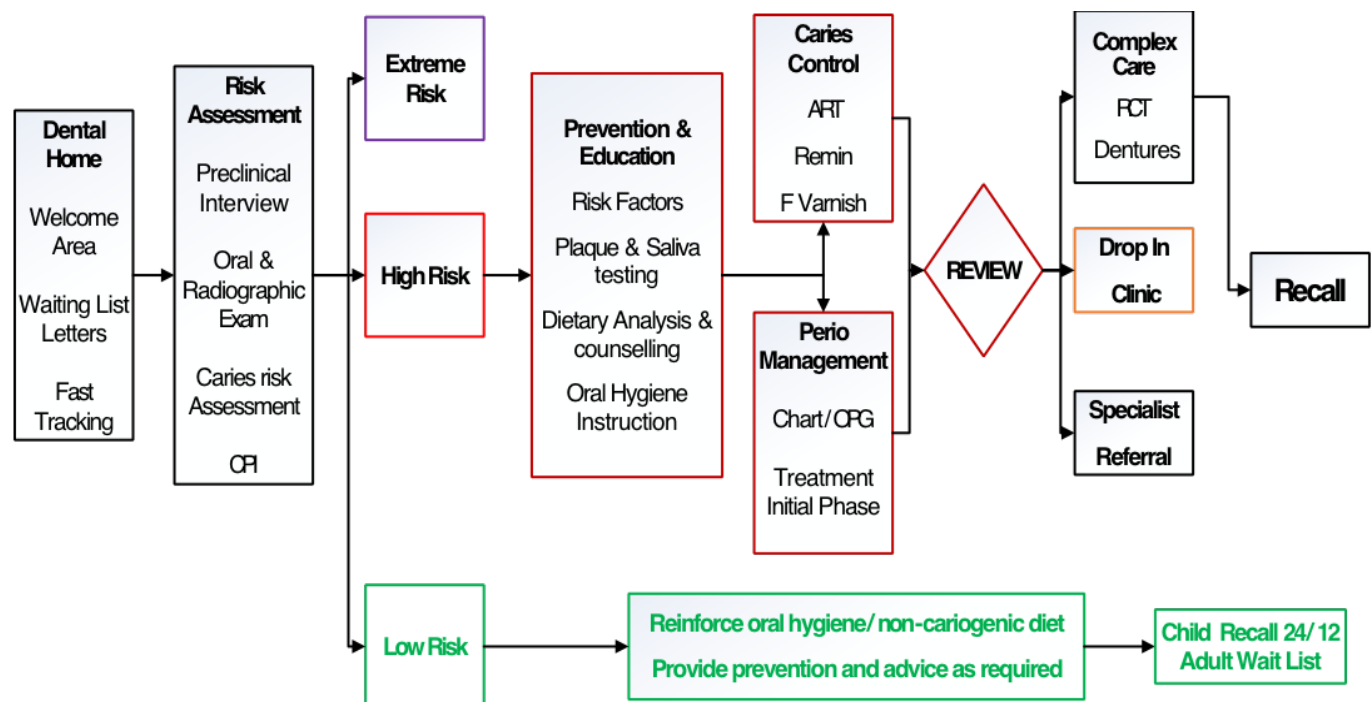 Dental
Home
Welcome
Area
Waiting List
Letters
Fast
Tracking
Risk
Assessment
Preclinical
Interview
Oral &
Radiographic
Exam
Caries risk
Assessment
CPI
Extreme
Risk
High Risk
Low Risk
Prevention &
Education
Risk Factors
Plaque & Saliva
testing
Dietary Analysis &
counselling
Oral Hygiene
Instruction
Caries
Control
ART
Remin
F Varnish
Perio
Management
Chart/OPG
Treatment
Initial Phase
REVIEW
Complex
Care
RCT
Dentures
Drop In
Clinic
Specialist
Referral
Recall
Reinforce oral hygiene/ non-cariogenic diet
Provide prevention and advice as required
Child Recall 24/12
Adult Wait List